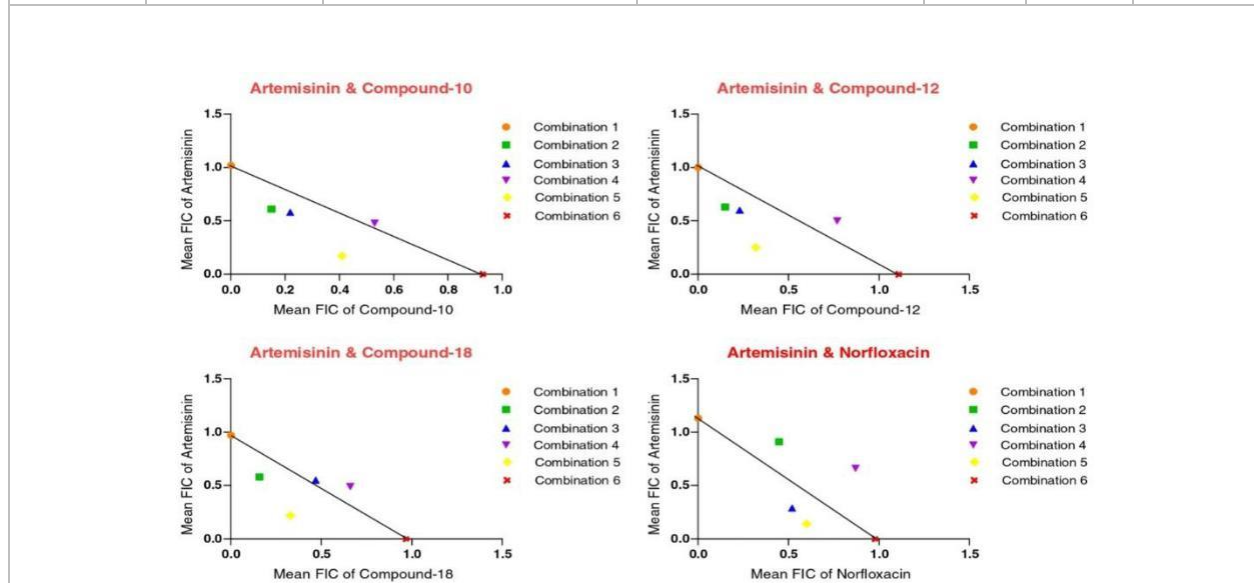 Artemisinin & Compound-10
Mean FIC of Artemisinin
1.5
1.0
0.5
0.0
0.0 0.2 0.4 0.6 0.8 1.0
Mean FIC of Compound-10
Combination 1
Combination 2
Combination 3
Combination 4
Combination 5
Combination 6
Artemisinin & Compound-12
Mean FIC of Artemisinin
1.5
1.0
0.5
0.0
0.0 0.5 1.0 1.5
Mean FIC of Compound-12
Combination 1
Combination 2
Combination 3
Combination 4
Combination 5
Combination 6
Artemisinin & Compound-18
Mean FIC of Artemisinin
1.5
1.0
0.5
0.0
0.0 0.5 1.0 1.5
Mean FIC of Compound-18
Combination 1
Combination 2
Combination 3
Combination 4
Combination 5
Combination 6
Artemisinin & Norfloxacin
Mean FIC of Artemisinin
1.5
1.0
0.5
0.0
0.0 0.5 1.0 1.5
Mean FIC of Norfloxacin
Combination 1
Combination 2
Combination 3
Combination 4
Combination 5
Combination 6